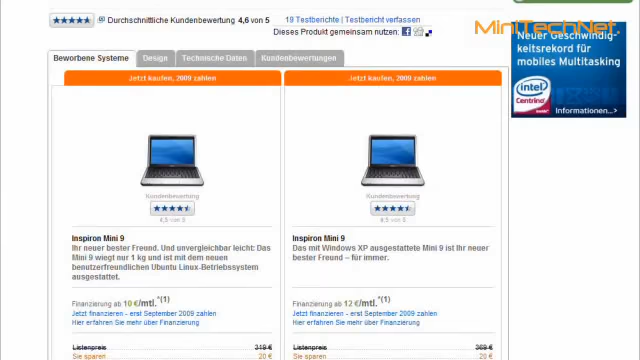 MiniTechNet.
Durchschnittliche Kundenbewertung 4,6 von 5
19 Testberichte | Testbericht verfassen
Dieses Produkt gemeinsam nutzen:
Beworbene Systeme
Design
Technische Daten
Kundenbewertungen
Neuer Geschwindig-
keitsrekord für
mobiles Multitasking
intel
Centrino
Informationen...>
Jetzt kaufen, 2009 zahlen
Kundenbewertung
4,5 von 5
Inspiron Mini 9
Ihr neuer bester Freund. Und unvergleichbar leicht: Das
Mini 9 wiegt nur 1 kg und ist mit dem neuen
benutzerfreundlichen Ubuntu Linux-Betriebssystem
ausgestattet.
Finanzierung ab 10 €/mtl.*(1)
Jetzt finanzieren - erst September 2009 zahlen
Hier erfahren Sie mehr über Finanzierung
Listenpreis 319 €
Sie sparen 20 €
Jetzt kaufen, 2009 zahlen
Kundenbewertung
4,5 von 5
Inspiron Mini 9
Das mit Windows XP ausgestattete Mini 9 ist Ihr neuer
bester Freund – für immer.
Finanzierung ab 12 €/mtl.*(1)
Jetzt finanzieren - erst September 2009 zahlen
Hier erfahren Sie mehr über Finanzierung
Listenpreis 369 €
Sie sparen 20 €